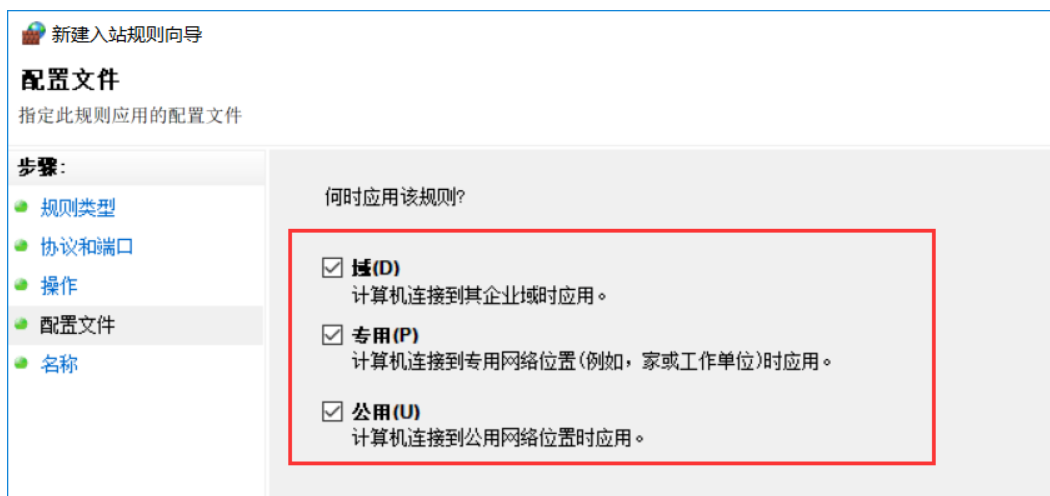 新建入站规则向导
配置文件
指定此规则应用的配置文件
步骤:
规则类型
协议和端口
操作
配置文件
名称
何时应用该规则?
域(D)
计算机连接到其企业域时应用。
专用(P)
计算机连接到专用网络位置(例如，家或工作单位)时应用。
公用(U)
计算机连接到公用网络位置时应用。